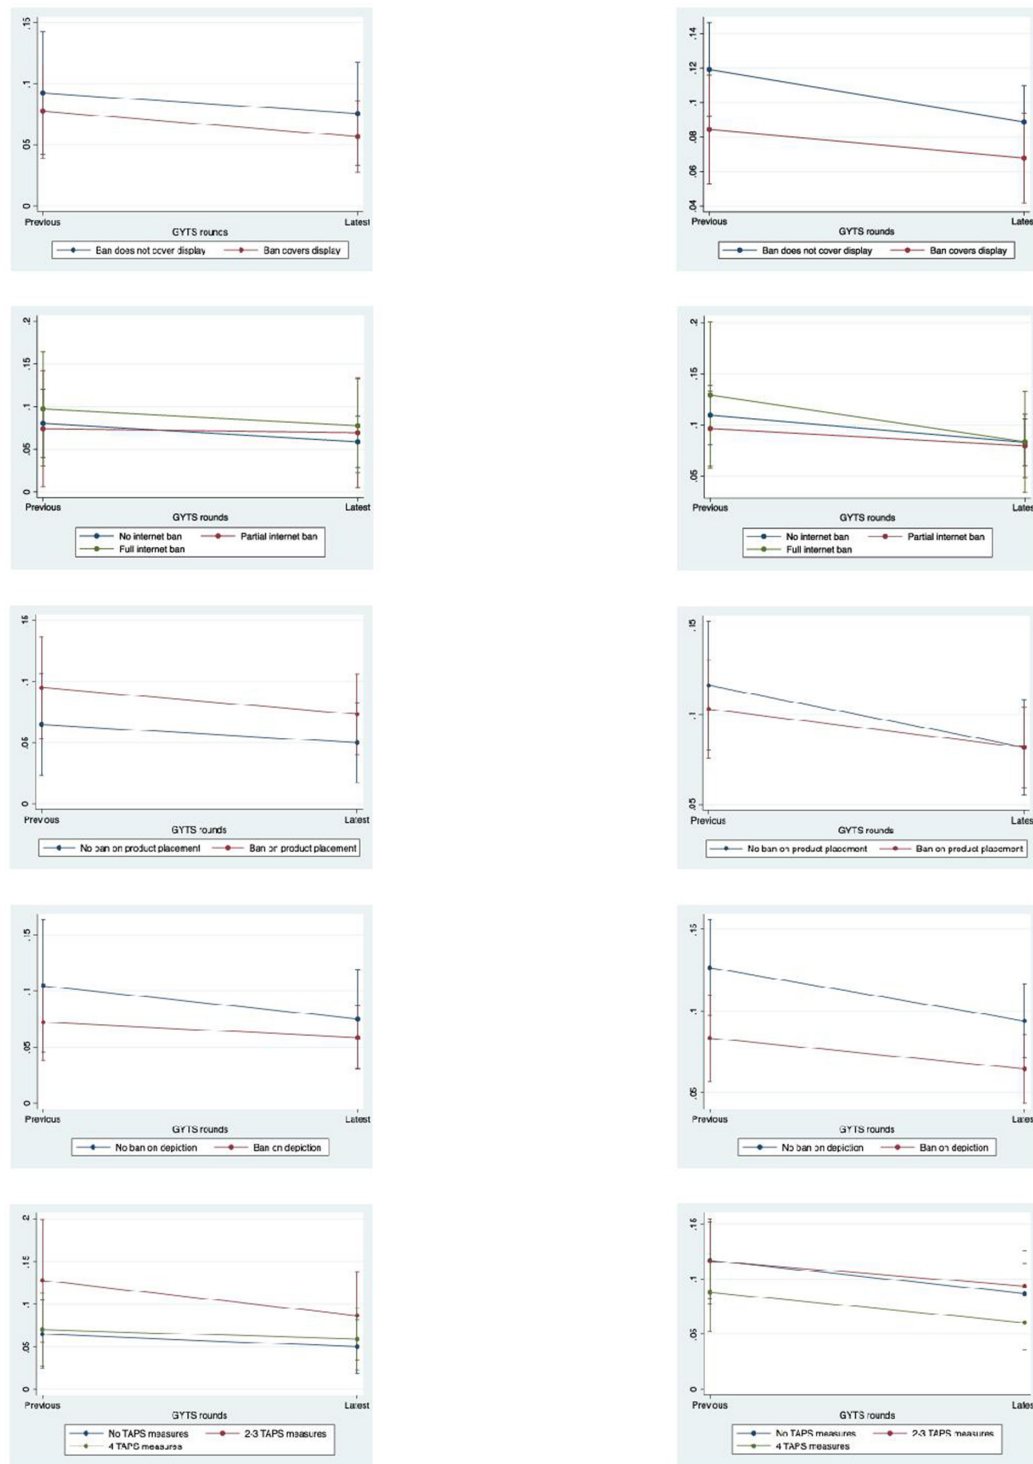 .15
.1
.05
0
Previous
Latest
GYTS rounds
Ban does not cover display
Ban covers display
.14
.12
.1
.08
.06
.04
Previous
Latest
GYTS rounds
Ban does not cover display
Ban covers display
.2
.15
.1
.05
0
Previous
Latest
GYTS rounds
No internet ban
Partial internet ban
Full internet ban
.2
.15
.1
.05
Previous
Latest
GYTS rounds
No internet ban
Partial internet ban
Full internet ban
.15
.1
.05
0
Previous
Latest
GYTS rounds
No ban on product placement
Ban on product placement
.15
.1
.05
Previous
Lates
GYTS rounds
No ban on product placement
Ban on product placement
.15
.1
.05
0
Previous
Latest
GYTS rounds
No ban on depiction
Ban on depiction
.15
.1
.05
Previous
Lates
GYTS rounds
No ban on depiction
Ban on depiction
.2
.15
.1
.05
0
Previous
Latest
GYTS rounds
No TAPS measures
2-3 TAPS measures
4 TAPS measures
.15
.1
.05
0
Previous
Lates
GYTS rounds
No TAPS measures
2-3 TAPS measures
4 TAPS measures